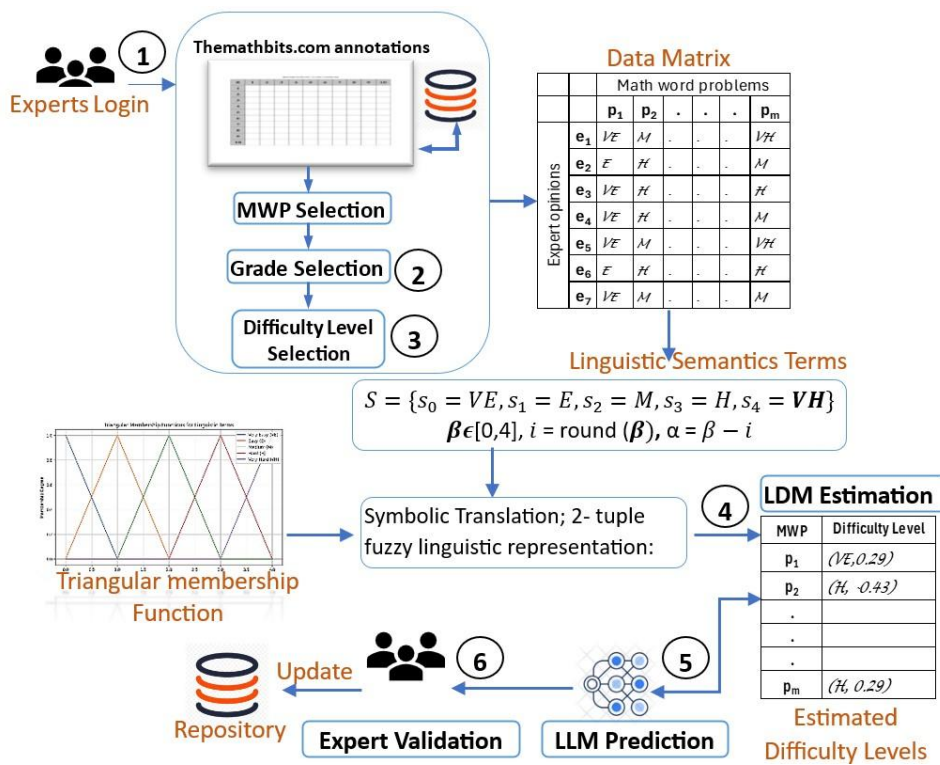 1
Experts Login
Themathbits.com annotations
MWP Selection
Grade Selection
2
Difficulty Level
Selection
3
Data Matrix
Math word problems
p1 p2 . . . pm
Expert opinions
e1 VE M . . . VH
e2 E H . . . M
e3 VE H . . . H
e4 VE H . . . M
e5 VE M . . . VH
e6 E H . . . H
e7 VE M . . . M
Linguistic Semantics Terms
S = {s0 = VE, s1 = E, s2 = M, s3 = H, s4 = VH}
βϵ[0,4], i = round (β), α = β − i
Triangular membership
Function
Symbolic Translation; 2- tuple
fuzzy linguistic representation:
4
LDM Estimation
MWP Difficulty Level
p1 (VE,0.29)
p2 (H, -0.43)
.
.
.
pm (H, 0.29)
Estimated
Difficulty Levels
5
LLM Prediction
6
Expert Validation
Update
Repository